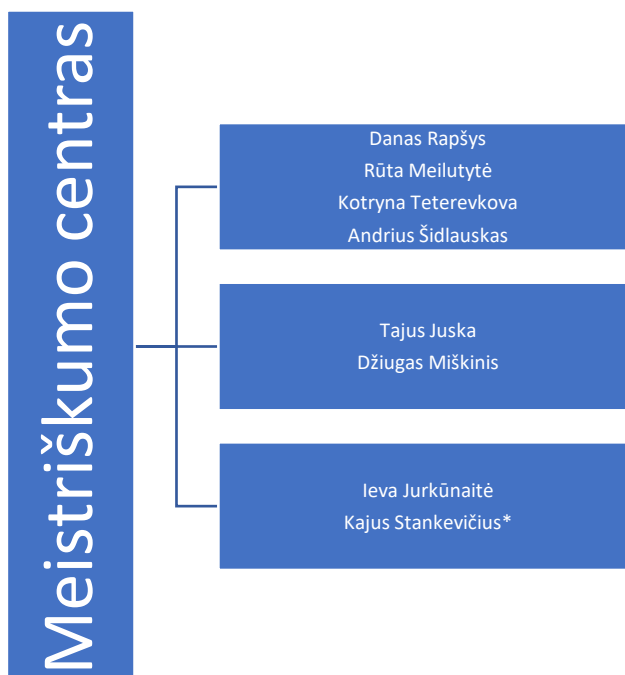 Meistriškumo centras
Danas Rapšys
Rūta Meilutytė
Kotryna Teterevkova
Andrius Šidlauskas
Tajus Juska
Džiugas Miškinis
Ieva Jurkūnaitė
Kajus Stankevičius*